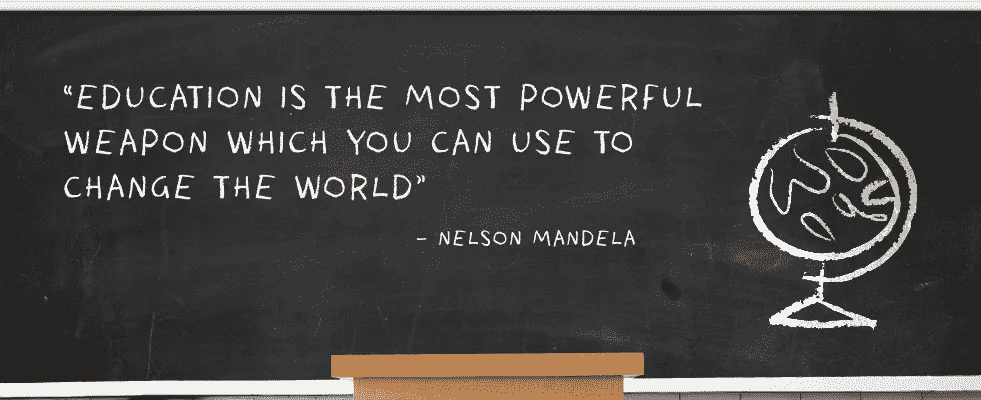 “EDUCATION IS THE MOST POWERFUL
WEAPON WHICH YOU CAN USE TO
CHANGE THE WORLD”
– NELSON MANDELA